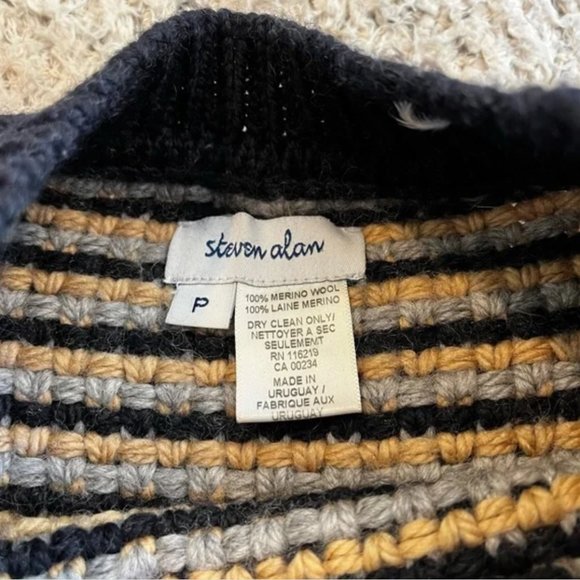 steven alan
P
100% MERINO WOOL
100% LAINE MERINO
DRY CLEAN ONLY/
NETTOYER A SEC
SEULEMENT
RN 116219
CA 00234
MADE IN
URUGUAY /
FABRIQUE AUX
URUGUAY